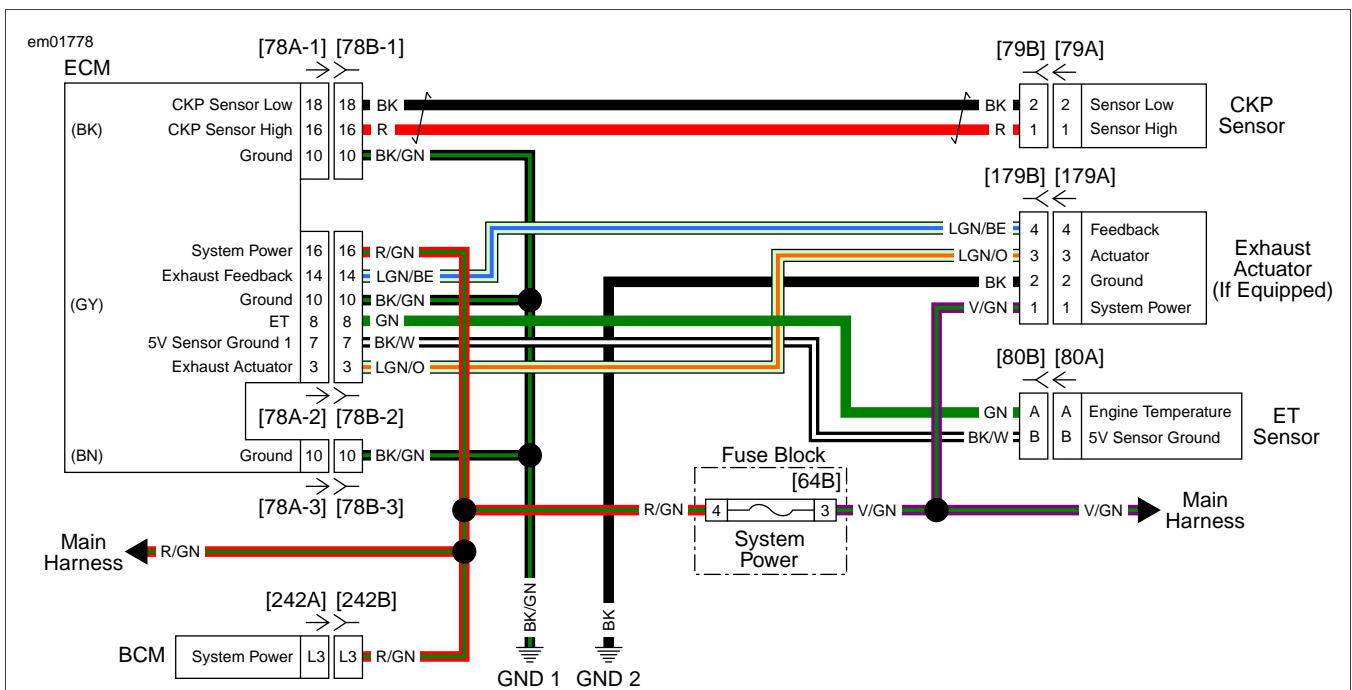 em01778
ECM
[78A-1] [78B-1]
[79B] [79A]
(BK)
CKP Sensor Low 18 18 BK
BK 2 2 Sensor Low
CKP Sensor High 16 16 R
R 1 1 Sensor High
CKP
Sensor
Ground 10 10 BK/GN
[179B] [179A]
(GY)
System Power 16 16 R/GN
Exhaust Feedback 14 14 LGN/BE
Ground 10 10 BK/GN
ET 8 8 GN
5V Sensor Ground 1 7 7 BK/W
Exhaust Actuator 3 3 LGN/O
[78A-2] [78B-2]
LGN/BE 4 4 Feedback
LGN/O 3 3 Actuator
BK 2 2 Ground
V/GN 1 1 System Power
Exhaust
Actuator
(If Equipped)
[80B] [80A]
GN A A Engine Temperature
BK/W B B 5V Sensor Ground
ET
Sensor
(BN)
Ground 10 10 BK/GN
[78A-3] [78B-3]
Fuse Block
[64B]
R/GN 4 3 V/GN
V/GN
System
Power
Main
Harness
Main
Harness
R/GN
[242A] [242B]
BCM
System Power L3 L3 R/GN
BK/GN
BK
GND 1 GND 2